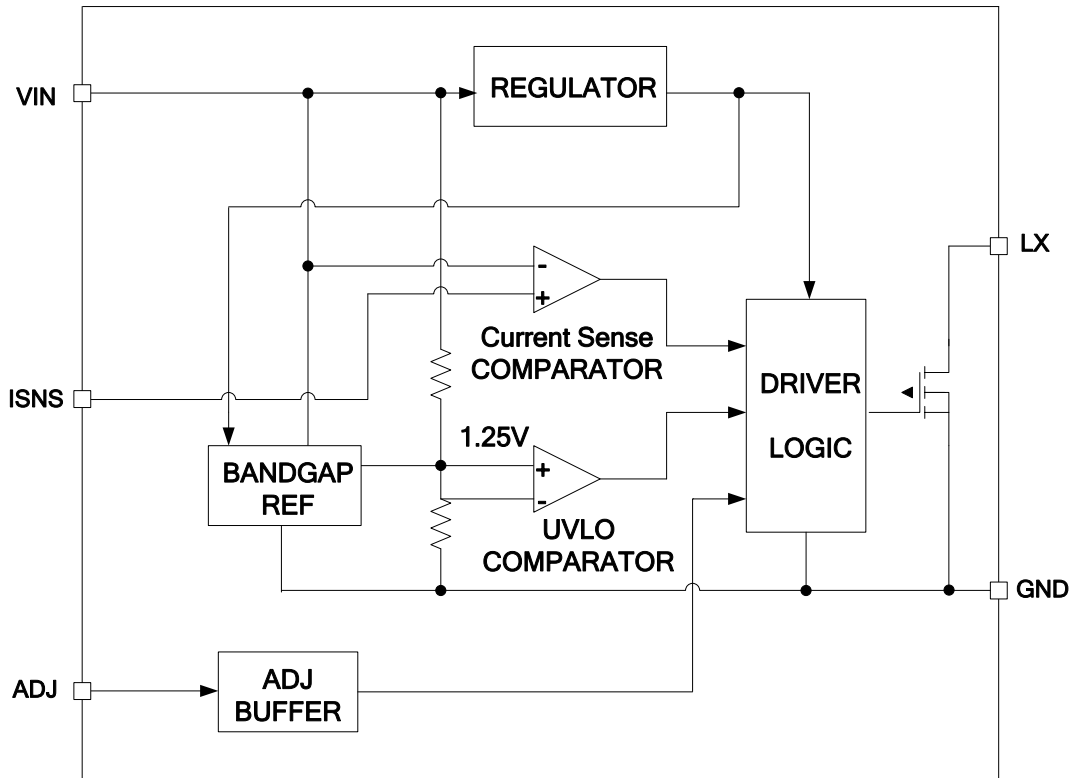 VIN
REGULATOR
LX
-
+
Current Sense
COMPARATOR
ISNS
DRIVER
LOGIC
1.25V
BANDGAP
REF
+
-
UVLO
COMPARATOR
GND
ADJ
ADJ
BUFFER